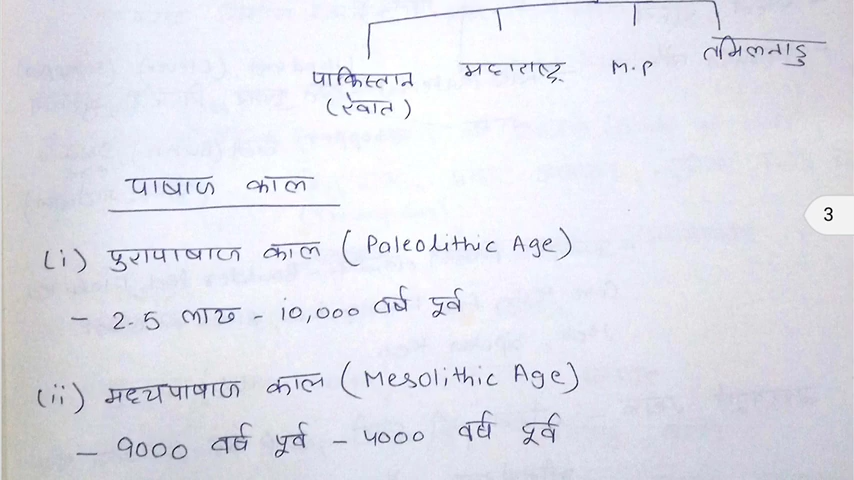 पाकिस्तान महाराष्ट्र M.P तमिलनाडु
(रेवात)
पाषाण काल
(i) पुरापाषाण काल (Paleolithic Age)
- 2.5 लाख - 10,000 वर्ष पूर्व
(ii) मध्यपाषाण काल (Mesolithic Age)
- 9000 वर्ष पूर्व - 4000 वर्ष पूर्व
3